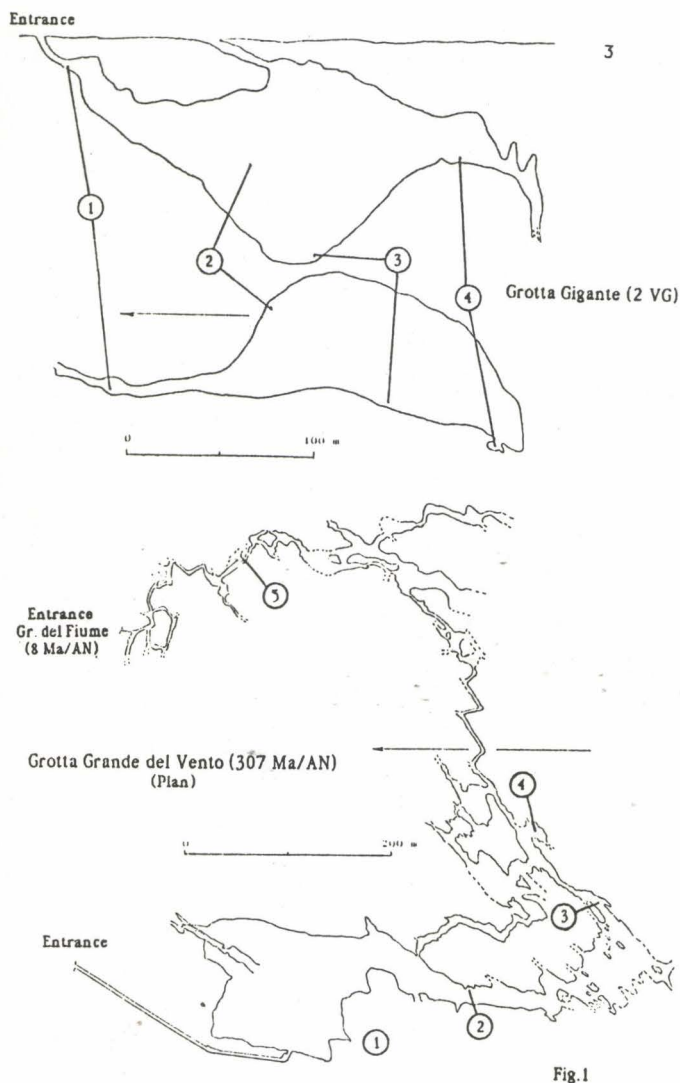 Entrance
3
1
2
3
4
Grotta Gigante (2 VG)
0
100 m
5
Entrance
Gr. del Fiume
(8 Ma/AN)
Grotta Grande del Vento (307 Ma/AN)
(Plan)
4
0
200 m
3
Entrance
2
1
Fig.1